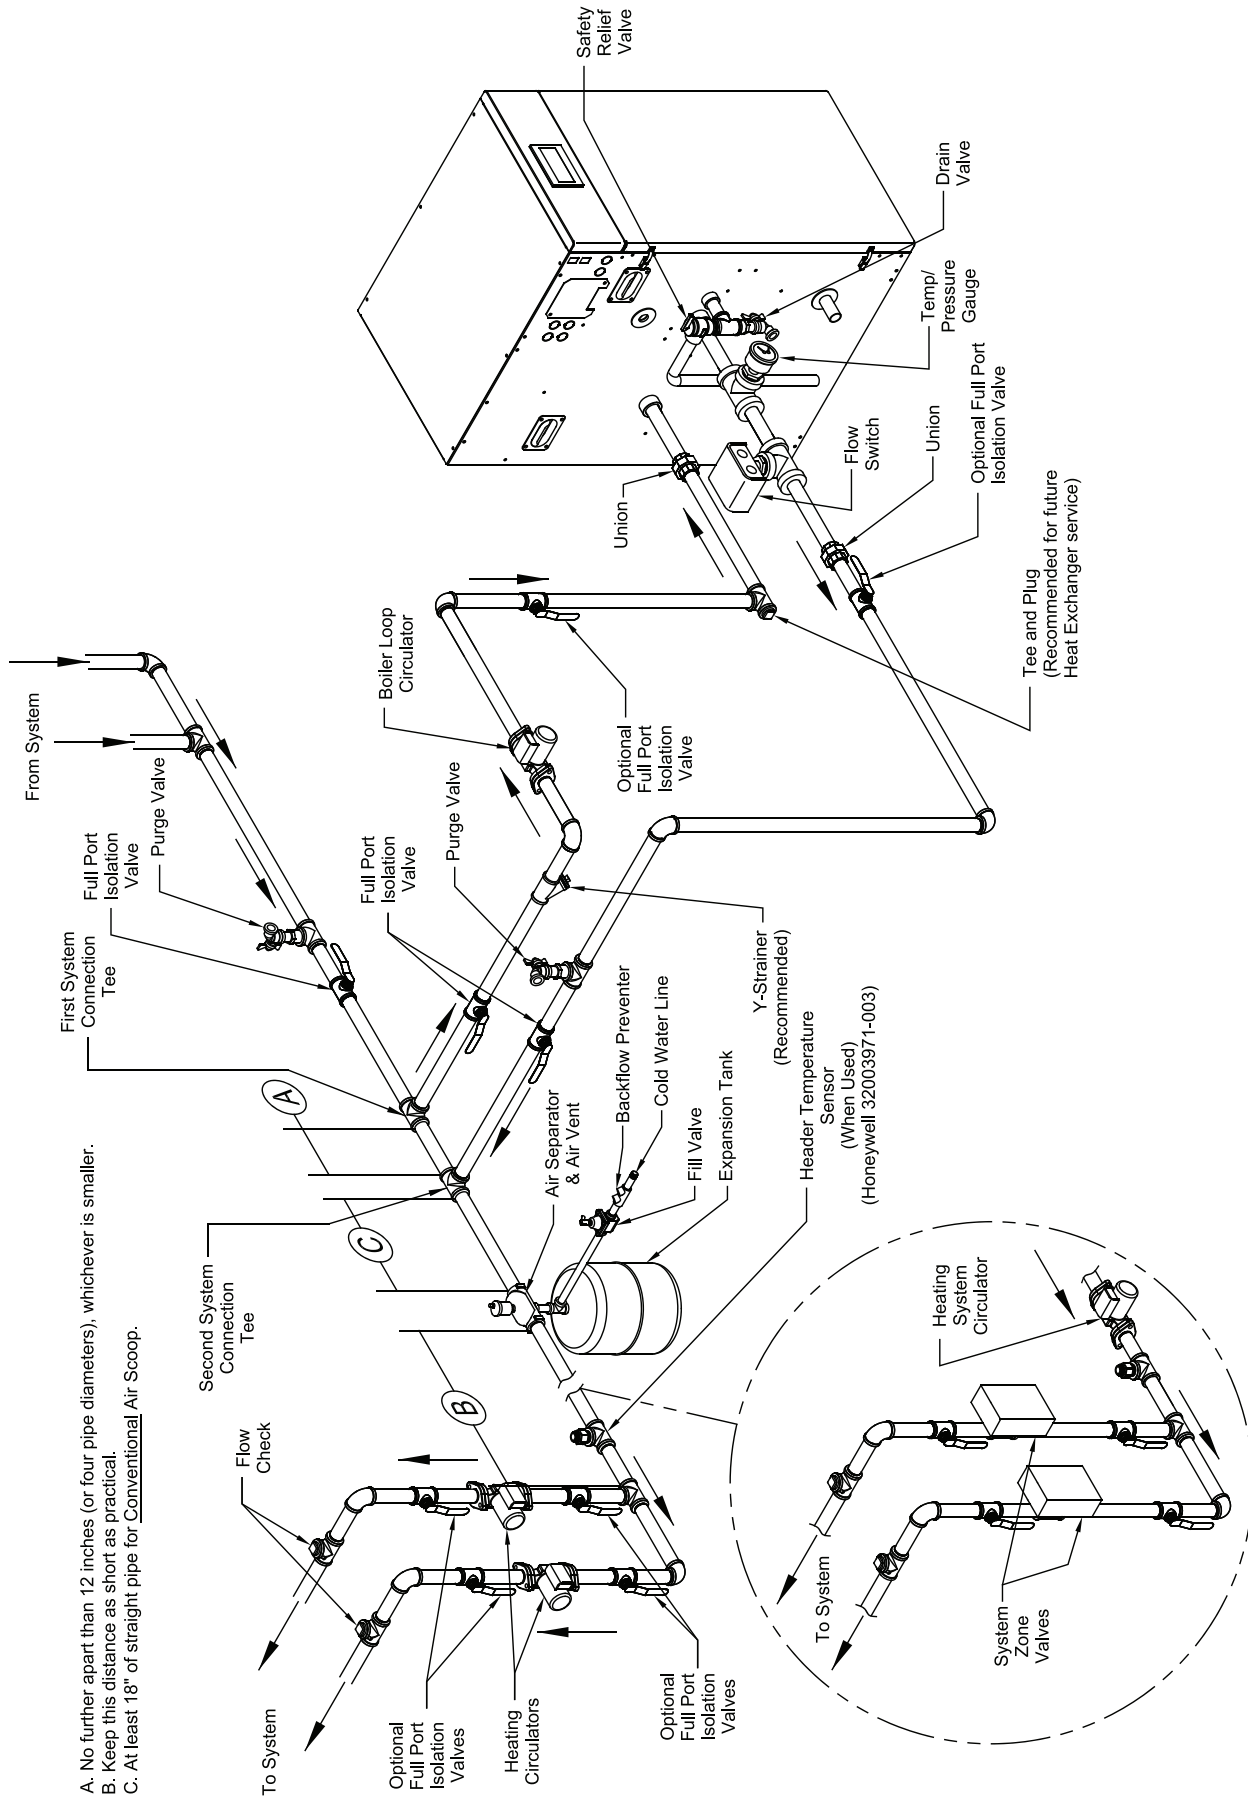 A. No further apart than 12 inches (or four pipe diameters), whichever is smaller.
B. Keep this distance as short as practical.
C. At least 18" of straight pipe for Conventional Air Scoop.
To System
Optional
Full Port
Isolation
Valves
Heating
Circulators
Optional
Full Port
Isolation
Valves
Flow
Check
B
Second System
Connection
Tee
C
A
First System
Connection
Tee
Full Port
Isolation
Valve
Purge Valve
From System
Air Separator
& Air Vent
Backflow Preventer
Cold Water Line
Fill Valve
Expansion Tank
Header Temperature
Sensor
(When Used)
(Honeywell 32003971-003)
Y-Strainer
(Recommended)
Full Port
Isolation
Valve
Purge Valve
Boiler Loop
Circulator
Optional
Full Port
Isolation
Valve
Union
Safety
Relief
Valve
Drain
Valve
Temp/
Pressure
Gauge
Flow
Switch
Union
Optional Full Port
Isolation Valve
Tee and Plug
(Recommended for future
Heat Exchanger service)
To System
System
Zone
Valves
Heating
System
Circulator